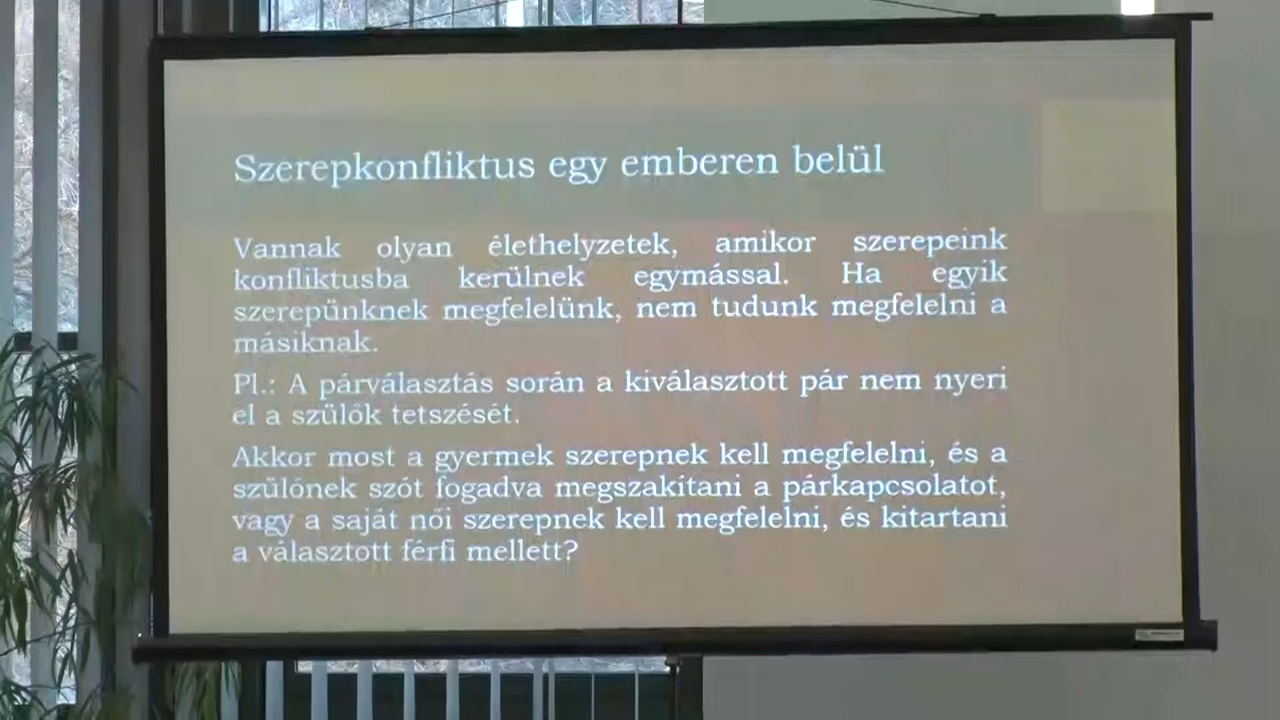 Szerepkonfliktus egy emberen belül
Vannak olyan élethelyzetek, amikor szerepeink
konfliktusba kerülnek egymással. Ha egyik
szerepünknek megfelelünk, nem tudunk megfelelni a
másiknak.
Pl.: A párválasztás során a kiválasztott pár nem nyeri
el a szülők tetszését.
Akkor most a gyermek szerepnek kell megfelelni, és a
szülőnek szót fogadva megszakítani a párkapcsolatot,
vagy a saját női szerepnek kell megfelelni, és kitartani
a választott férfi mellett?